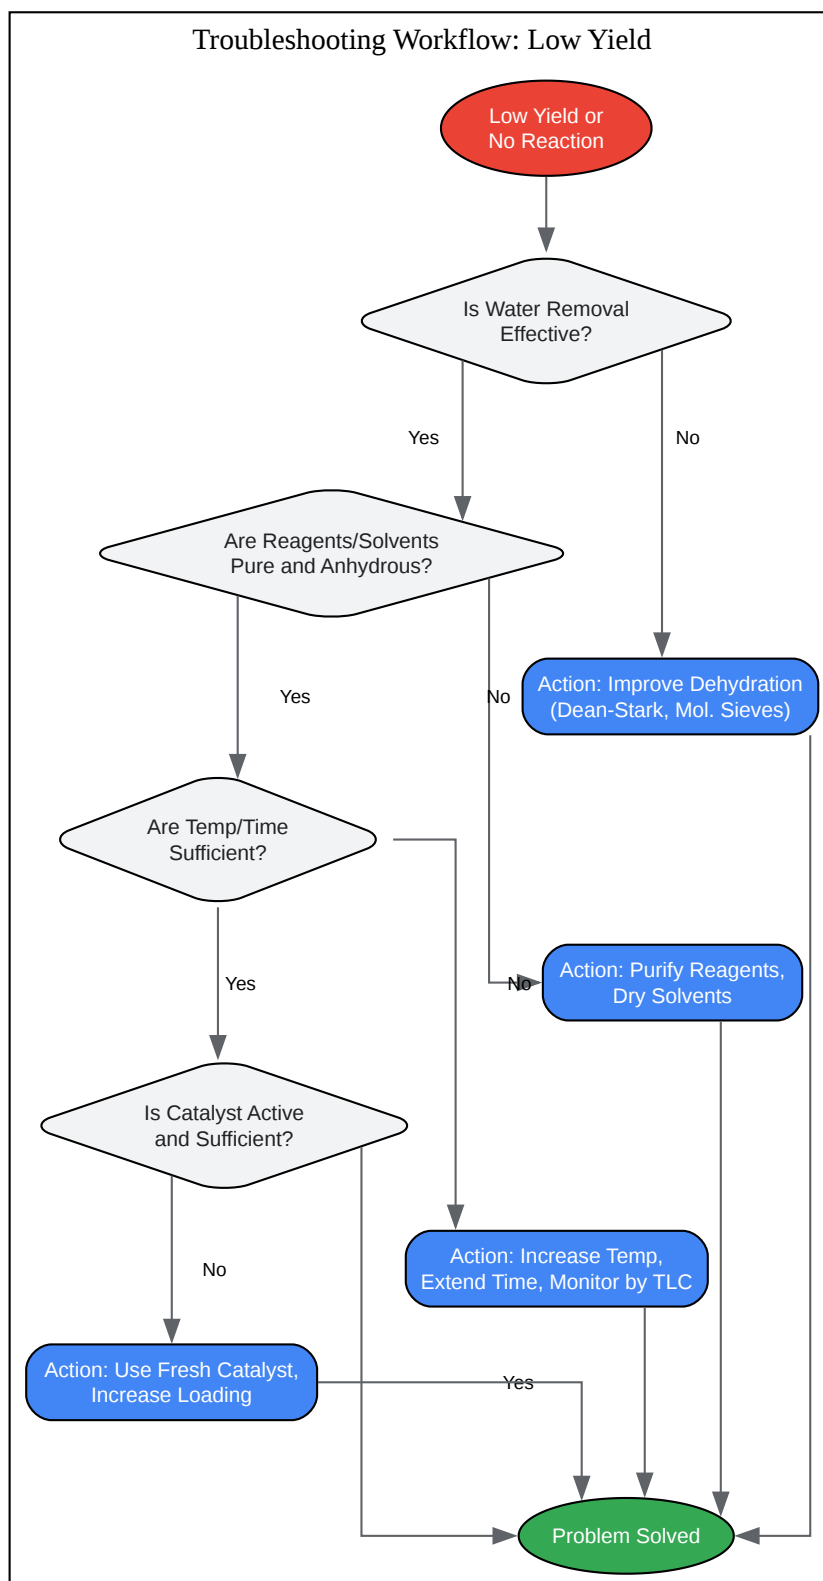 Troubleshooting Workflow: Low Yield
Low Yield or
No Reaction
Is Water Removal
Effective?
Yes
No
Are Reagents/Solvents
Pure and Anhydrous?
Yes
No
Action: Improve Dehydration
(Dean-Stark, Mol. Sieves)
Are Temp/Time
Sufficient?
Yes
No
Action: Purify Reagents,
Dry Solvents
Is Catalyst Active
and Sufficient?
No
Action: Increase Temp,
Extend Time, Monitor by TLC
Action: Use Fresh Catalyst,
Increase Loading
Yes
Problem Solved